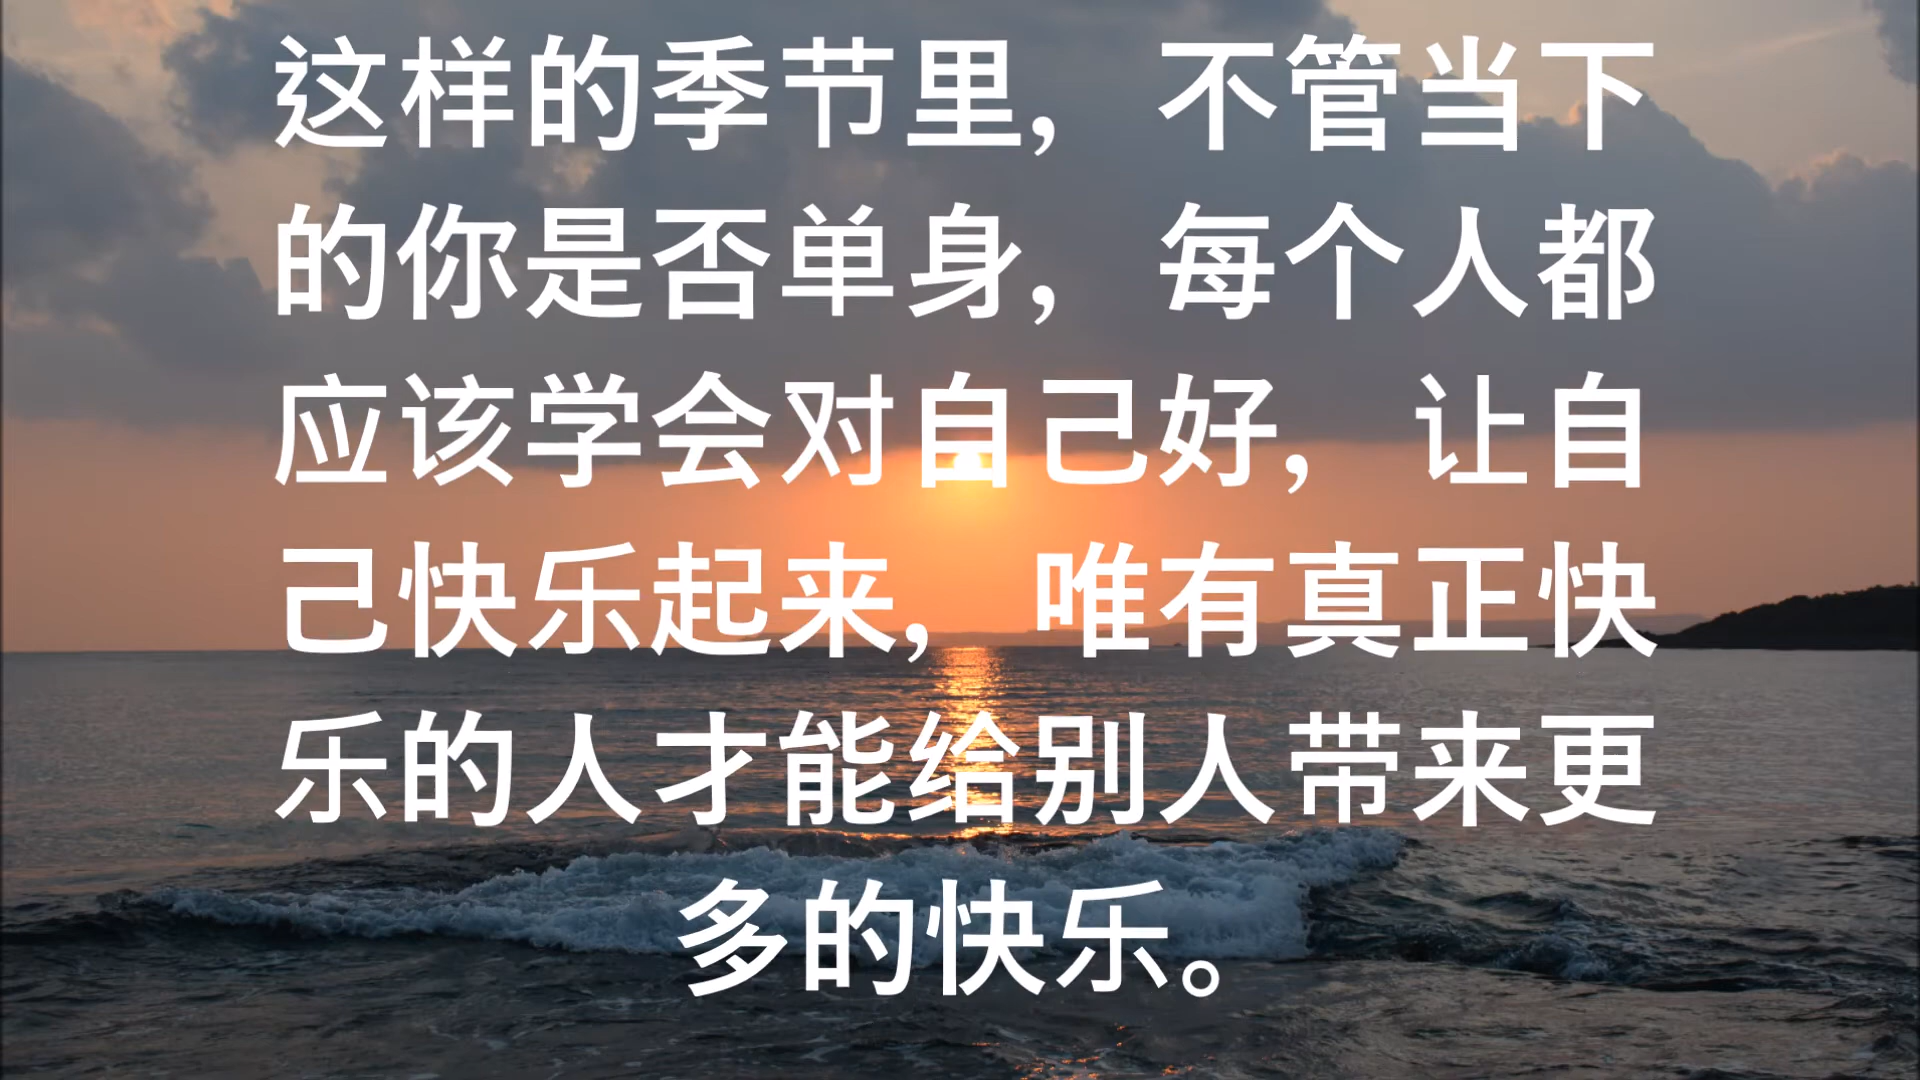 这样的季节里，不管当下
的你是否单身，每个人都
应该学会对自己好，让自
己快乐起来，唯有真正快
乐的人才能给别人带来更
多的快乐。